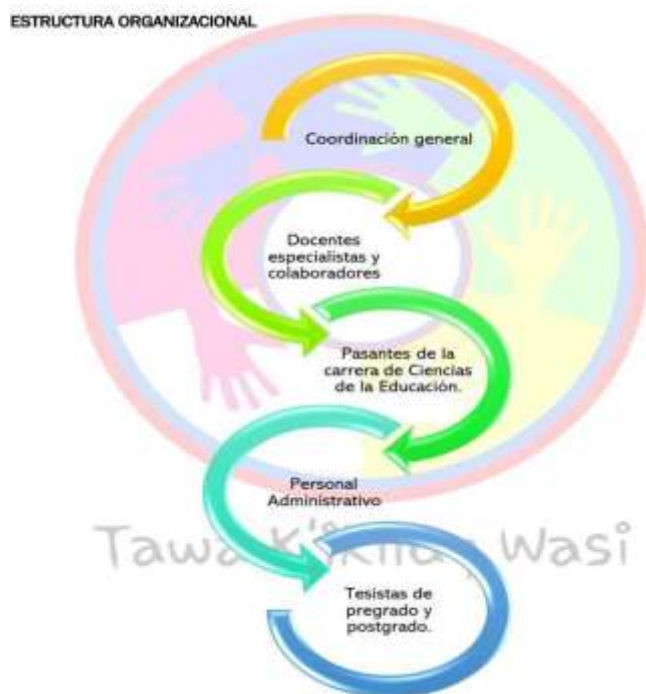 ESTRUCTURA ORGANIZACIONAL
Coordinación general
Docentes
especialistas y
colaboradores
Pasantes de la
carrera de Ciencias
de la Educación.
Personal
Administrativo
Tawa Wasi
Tesistas de
pregrado y
postgrado.